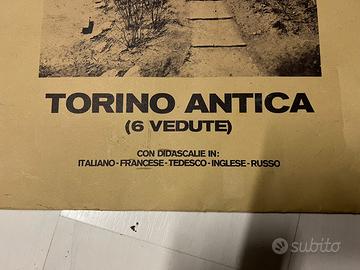 TORINO ANTICA
(6 VEDUTE)
CON DIDASCALIE IN:
ITALIANO-FRANCESE-TEDESCO-INGLESE-RUSSO
subito